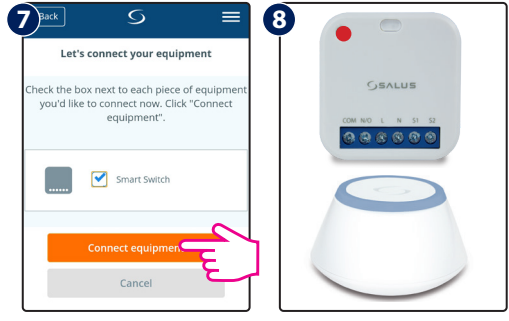 7
Back
Let's connect your equipment
Check the box next to each piece of equipment
you'd like to connect now. Click "Connect
equipment".
Smart Switch
Connect equipment
Cancel
8
SALUS
COM N/O L N S1 S2